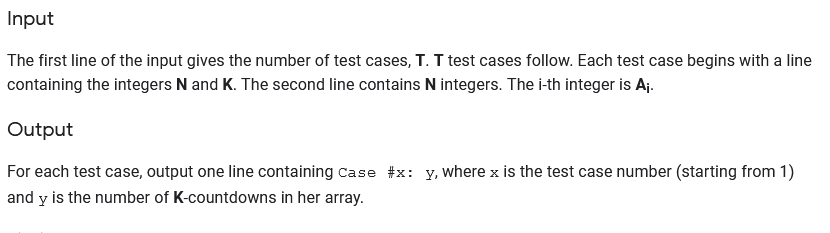 Input
The first line of the input gives the number of test cases, T. T test cases follow. Each test case begins with a line
containing the integers N and K. The second line contains N integers. The i-th integer is Ai.
Output
For each test case, output one line containing Case #x: y, where x is the test case number (starting from 1)
and y is the number of K-countdowns in her array.